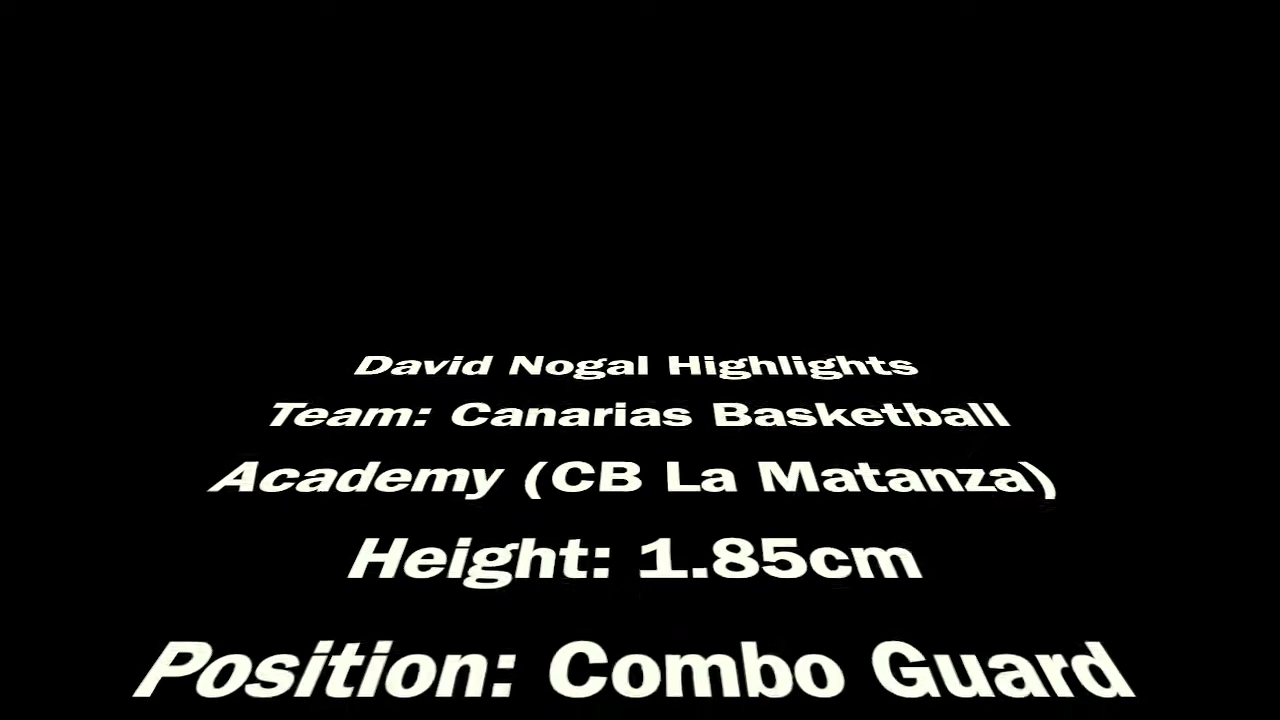 David Nogal Highlights
Team: Canarias Basketball
Academy (CB La Matanza)
Height: 1.85cm
Position: Combo Guard